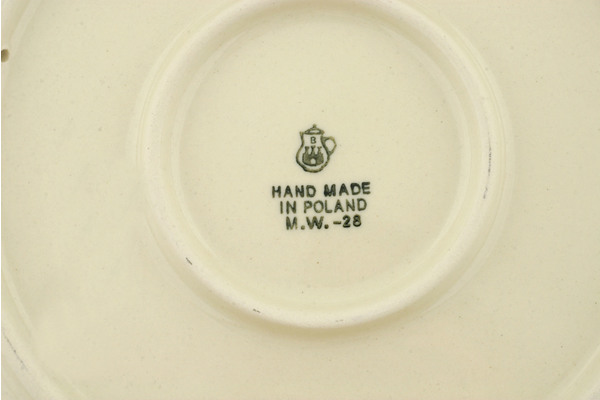 B
HAND MADE
IN POLAND
M.W.-28